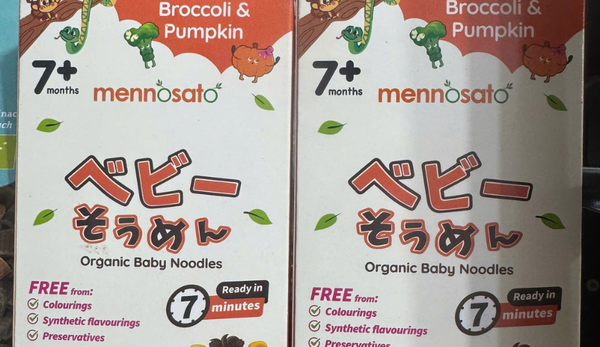 Broccoli &
Pumpkin
7+
months
mennosato
ベビー
そうめん
Organic Baby Noodles
FREE from:
Colourings
Synthetic flavourings
Preservatives
7
Ready in
minutes
Broccoli &
Pumpkin
7+
months
mennosato
ベビー
そうめん
Organic Baby Noodles
FREE from:
Colourings
Synthetic flavourings
Preservatives
7
Ready in
minutes